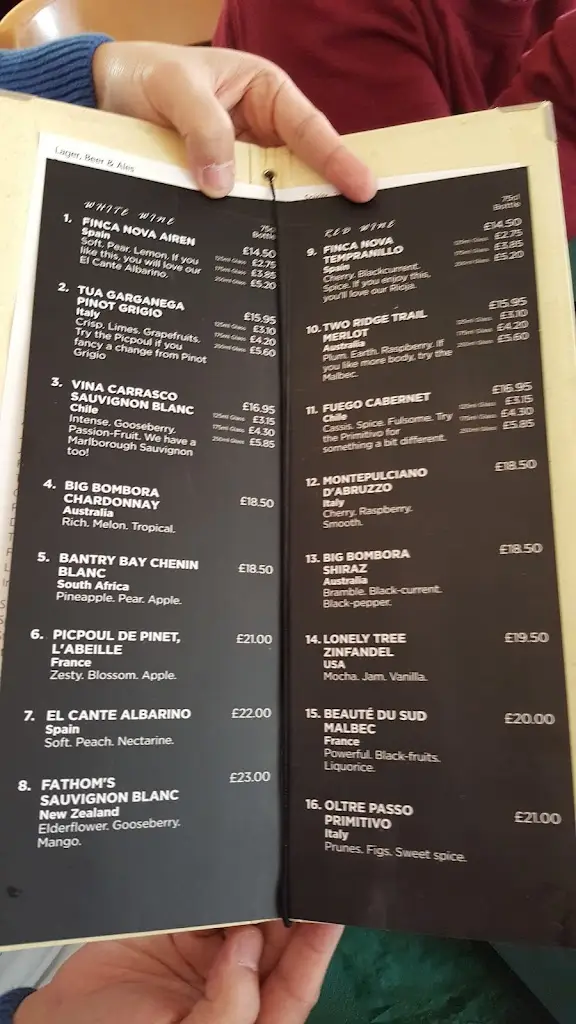 Lager, Beer & Ales
WHITE WINE
75cl
Bottle
1. FINCA NOVA AIREN
Spain
£14.50
Soft. Pear. Lemon. If you
125ml Glass £2.75
like this, you will love our
175ml Glass £3.85
El Cante Albarino.
250ml Glass £5.20
2. TUA GARGANEGA
PINOT GRIGIO
£15.95
Italy
125ml Glass £3.10
Crisp. Limes. Grapefruits.
175ml Glass £4.20
Try the Picpoul if you
250ml Glass £5.60
fancy a change from Pinot
Grigio
3. VINA CARRASCO
SAUVIGNON BLANC
£16.95
Chile
125ml Glass £3.15
Intense. Gooseberry.
175ml Glass £4.30
Passion-Fruit. We have a
250ml Glass £5.85
Marlborough Sauvignon
too!
4. BIG BOMBORA
CHARDONNAY
£18.50
Australia
Rich. Melon. Tropical.
5. BANTRY BAY CHENIN
£18.50
BLANC
South Africa
Pineapple. Pear. Apple.
6. PICPOUL DE PINET,
£21.00
L'ABEILLE
France
Zesty. Blossom. Apple.
7. EL CANTE ALBARINO
£22.00
Spain
Soft. Peach. Nectarine.
8. FATHOM'S
£23.00
SAUVIGNON BLANC
New Zealand
Elderflower. Gooseberry.
Mango.
RED WINE
75cl
Bottle
9. FINCA NOVA
£14.50
TEMPRANILLO
125ml Glass £2.75
Spain
175ml Glass £3.85
Cherry. Blackcurrent.
250ml Glass £5.20
Spice. If you enjoy this,
you'll love our Rioja.
10. TWO RIDGE TRAIL
£15.95
MERLOT
125ml Glass £3.10
Australia
175ml Glass £4.20
Plum. Earth. Raspberry. If
250ml Glass £5.60
you like more body, try the
Malbec.
11. FUEGO CABERNET
£16.95
Chile
125ml Glass £3.15
Cassis. Spice. Fulsome. Try
175ml Glass £4.30
the Primitivo for
250ml Glass £5.85
something a bit different.
12. MONTEPULCIANO
£18.50
D'ABRUZZO
Italy
Cherry. Raspberry.
Smooth.
13. BIG BOMBORA
£18.50
SHIRAZ
Australia
Bramble. Black-current.
Black-pepper.
14. LONELY TREE
£19.50
ZINFANDEL
USA
Mocha. Jam. Vanilla.
15. BEAUTÉ DU SUD
£20.00
MALBEC
France
Powerful. Black-fruits.
Liquorice.
16. OLTRE PASSO
£21.00
PRIMITIVO
Italy
Prunes. Figs. Sweet spice.